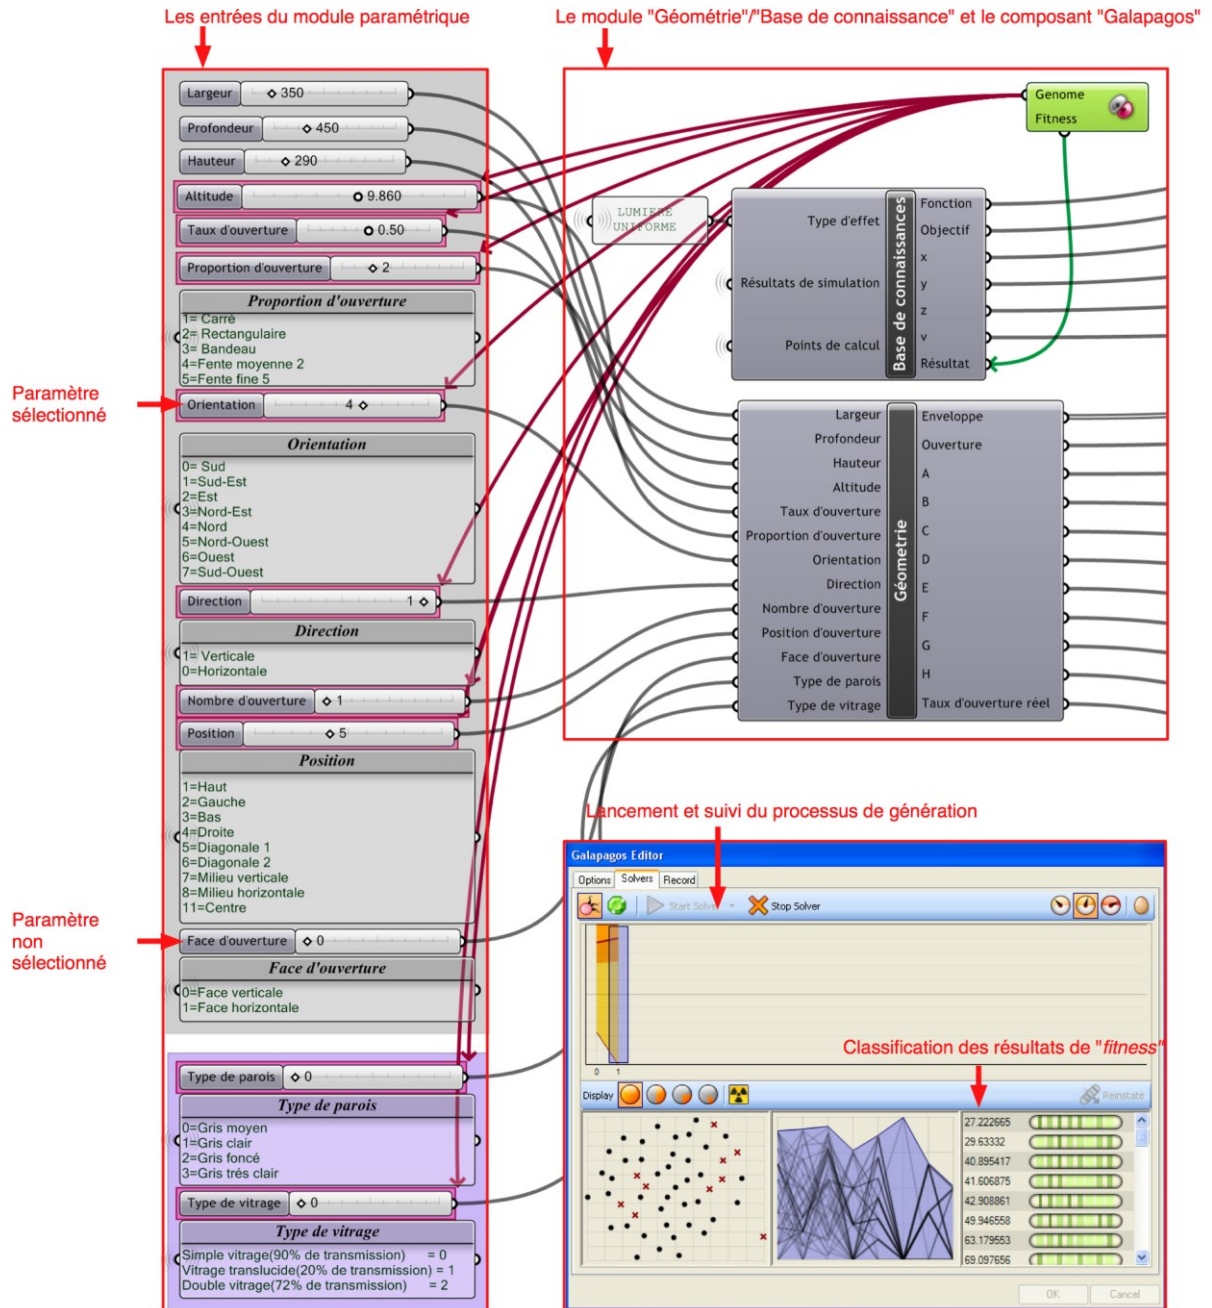 Les entrées du module paramétrique
Le module "Géométrie"/"Base de connaissance" et le composant "Galapagos"
Largeur 350
Profondeur 450
Hauteur 290
Altitude 9.860
Taux d'ouverture 0.50
Proportion d'ouverture 2
Proportion d'ouverture
1= Carré
2= Rectangulaire
3= Bandeau
4=Fente moyenne 2
5=Fente fine 5
Paramètre
sélectionné
Orientation 4
Orientation
0= Sud
1=Sud-Est
2=Est
3=Nord-Est
4=Nord
5=Nord-Ouest
6=Ouest
7=Sud-Ouest
Direction 1
Direction
1= Verticale
0=Horizontale
Nombre d'ouverture 1
Position 5
Position
1=Haut
2=Gauche
3=Bas
4=Droite
5=Diagonale 1
6=Diagonale 2
7=Milieu verticale
8=Milieu horizontale
11=Centre
Paramètre
non
sélectionné
Face d'ouverture 0
Face d'ouverture
0=Face verticale
1=Face horizontale
Type de parois 0
Type de parois
0=Gris moyen
1=Gris clair
2=Gris foncé
3=Gris trés clair
Type de vitrage 0
Type de vitrage
Simple vitrage(90% de transmission) = 0
Vitrage translucide(20% de transmission) = 1
Double vitrage(72% de transmission) = 2
Genome
Fitness
LUMIERE
UNIFORME
Type d'effet
Résultats de simulation
Points de calcul
Base de connaissances
Fonction
Objectif
x
y
z
v
Résultat
Largeur
Profondeur
Hauteur
Altitude
Taux d'ouverture
Proportion d'ouverture
Orientation
Direction
Nombre d'ouverture
Position d'ouverture
Face d'ouverture
Type de parois
Type de vitrage
Géometrie
Enveloppe
Ouverture
A
B
C
D
E
F
G
H
Taux d'ouverture réel
Lancement et suivi du processus de génération
Galapagos Editor
Options Solvers Record
Start Solver Stop Solver
0 1
Classification des résultats de "fitness"
Display
Reinstate
27.222665
29.63332
40.895417
41.606875
42.908861
49.946558
63.179553
69.097656
OK Cancel